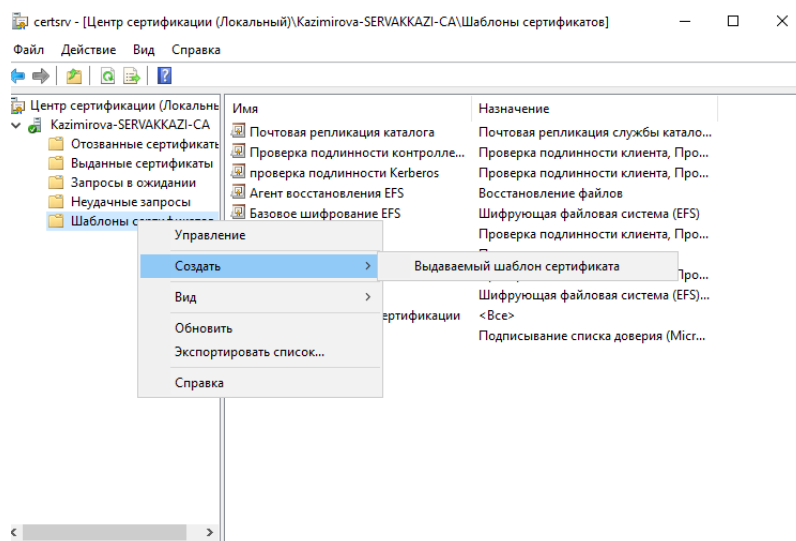 certsrv - [Центр сертификации (Локальный)\Kazimirova-SERVAKKAZI-CA\Шаблоны сертификатов]
Файл Действие Вид Справка
Центр сертификации (Локальнь
Kazimirova-SERVAKKAZI-CA
Отозванные сертификать
Выданные сертификаты
Запросы в ожидании
Неудачные запросы
Шаблоны
Управление
Создать
Выдаваемый шаблон сертификата
Вид
Обновить
Экспортировать список...
Справка
Имя Назначение
Почтовая репликация каталога Почтовая репликация службы катало...
Проверка подлинности контролле... Проверка подлинности клиента, Про...
проверка подлинности Kerberos Проверка подлинности клиента, Про...
Агент восстановления EFS Восстановление файлов
Базовое шифрование EFS Шифрующая файловая система (EFS)
Проверка подлинности клиента, Про...
Про...
Шифрующая файловая система (EFS)...
ертификации <Все>
Подписывание списка доверия (Micr...